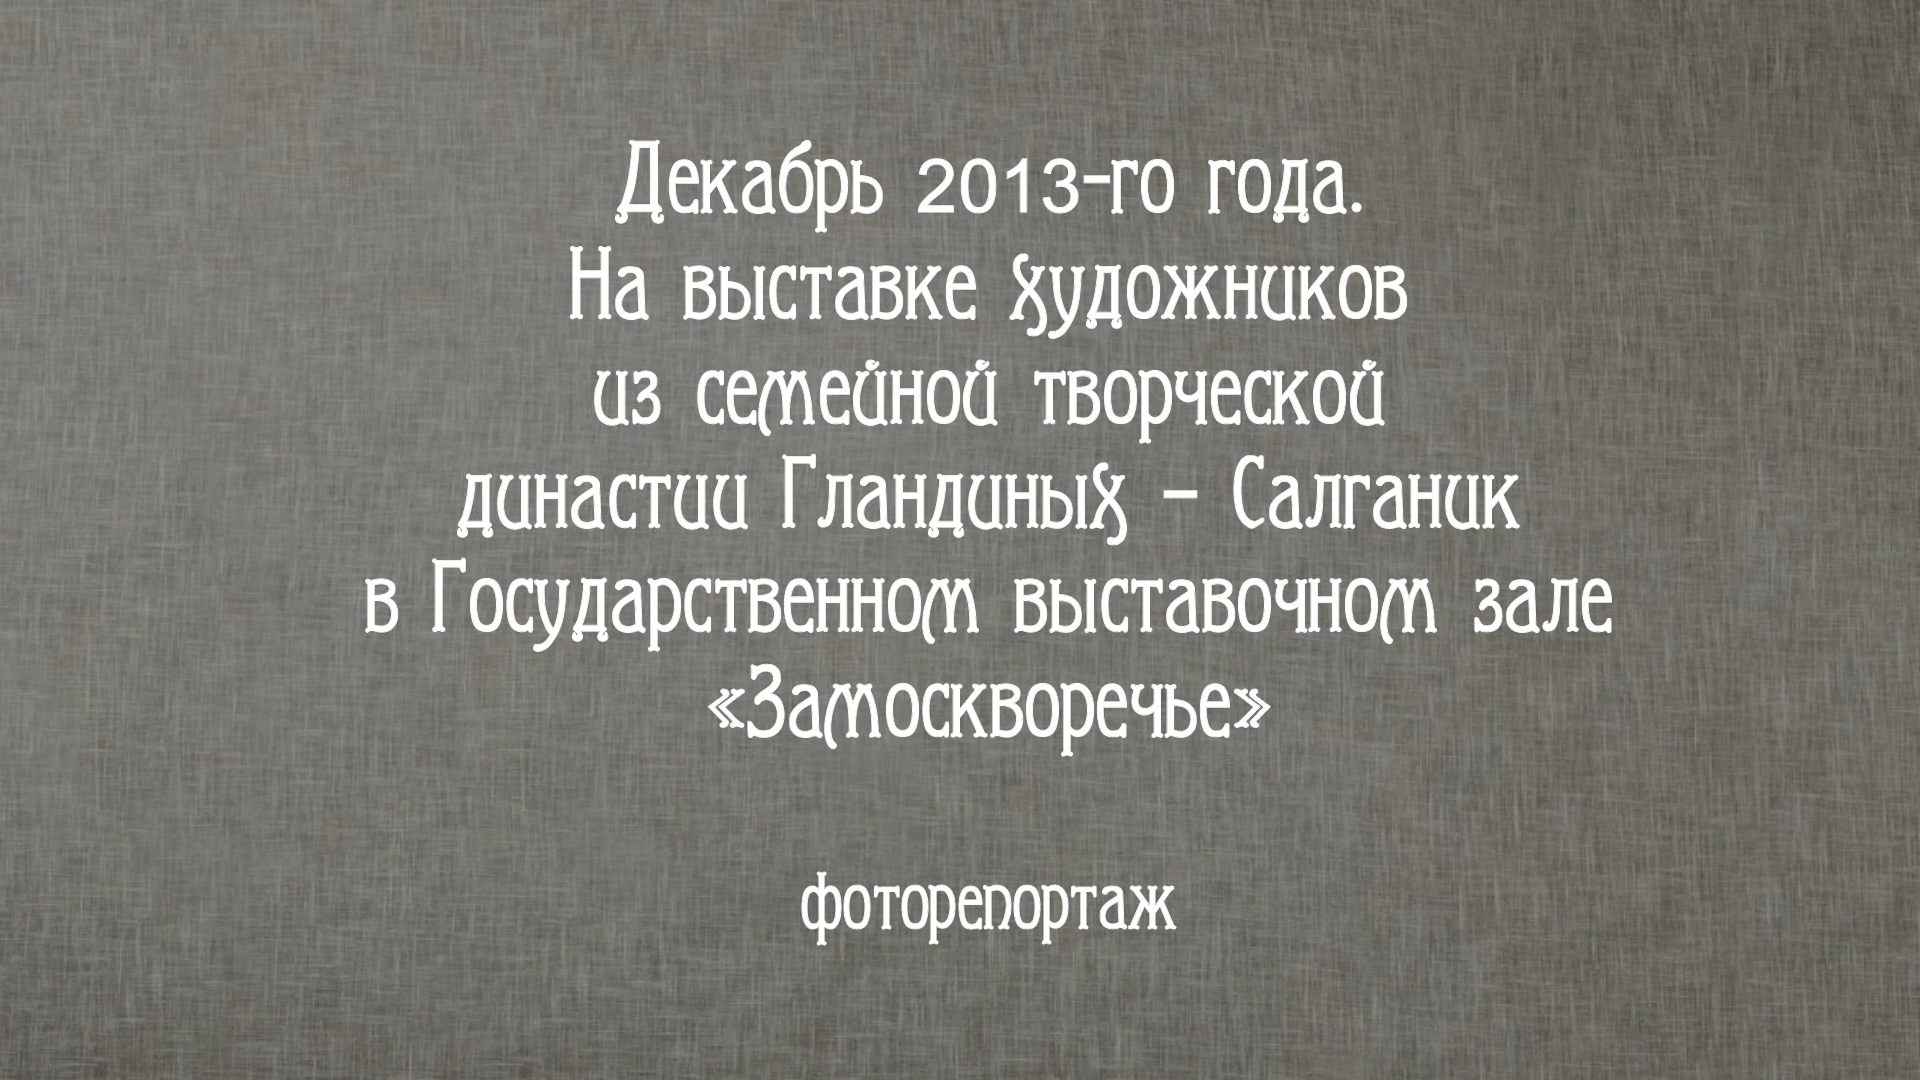 Декабрь 2013-го года.
На выставке художников
из семейной творческой
династии Гландиных – Салганик
в Государственном выставочном зале
«Замоскворечье»
фоторепортаж